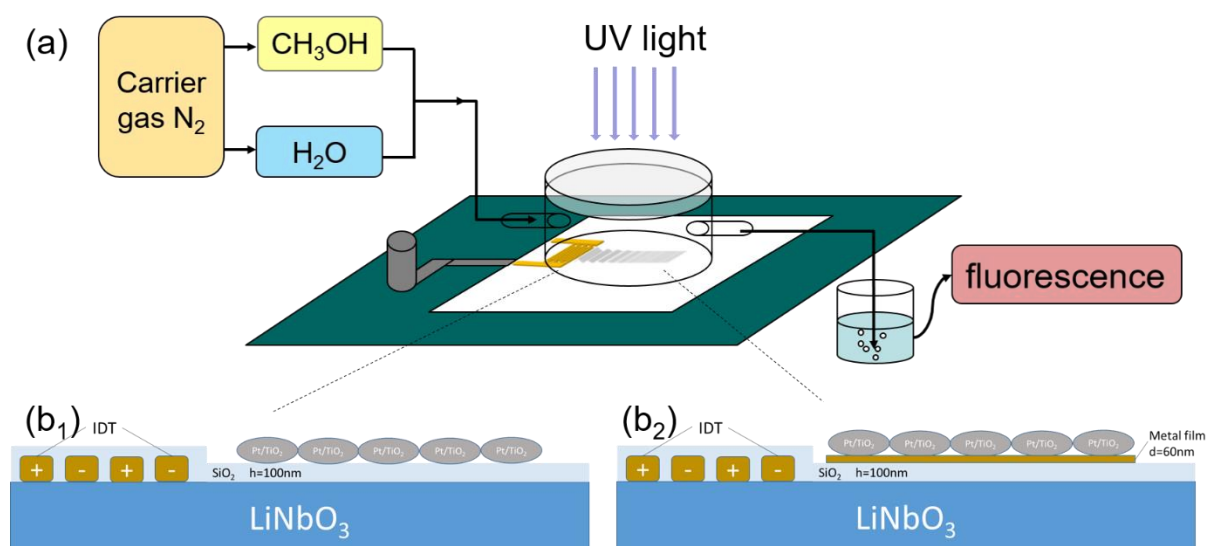 (a)
Carrier
gas N₂
CH₃OH
H₂O
UV light
fluorescence
(b₁)
IDT
+ - + -
Pt/TiO₂ Pt/TiO₂ Pt/TiO₂ Pt/TiO₂ Pt/TiO₂
SiO₂ h=100nm
LiNbO₃
(b₂)
IDT
+ - + -
Pt/TiO₂ Pt/TiO₂ Pt/TiO₂ Pt/TiO₂ Pt/TiO₂
Metal film
d=60nm
SiO₂ h=100nm
LiNbO₃